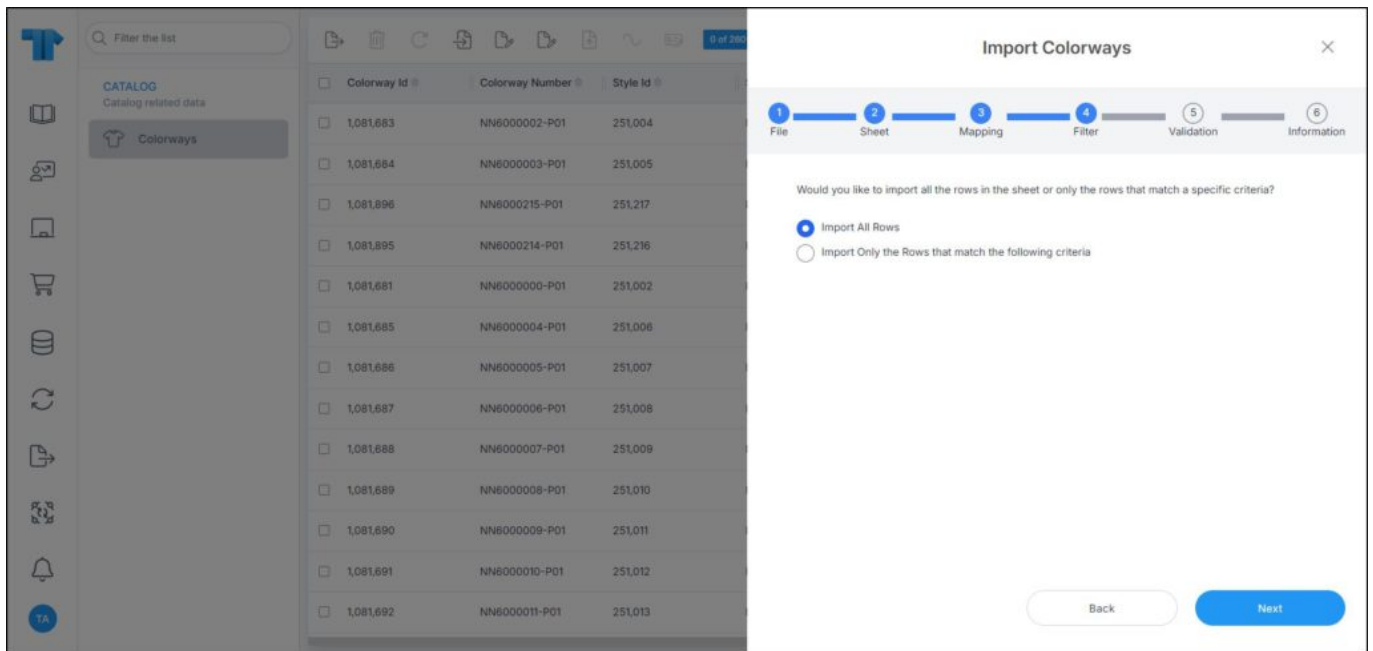 Filter the list
CATALOG
Catalog related data
Colorways
0 of 280
Colorway Id Colorway Number Style Id
1,081,683 NN6000002-P01 251,004
1,081,684 NN6000003-P01 251,005
1,081,896 NN6000215-P01 251,217
1,081,895 NN6000214-P01 251,216
1,081,681 NN6000000-P01 251,002
1,081,685 NN6000004-P01 251,006
1,081,686 NN6000005-P01 251,007
1,081,687 NN6000006-P01 251,008
1,081,688 NN6000007-P01 251,009
1,081,689 NN6000008-P01 251,010
1,081,690 NN6000009-P01 251,011
1,081,691 NN6000010-P01 251,012
1,081,692 NN6000011-P01 251,013
TA
Import Colorways
1 2 3 4 5 6
File Sheet Mapping Filter Validation Information
Would you like to import all the rows in the sheet or only the rows that match a specific criteria?
Import All Rows
Import Only the Rows that match the following criteria
Back Next